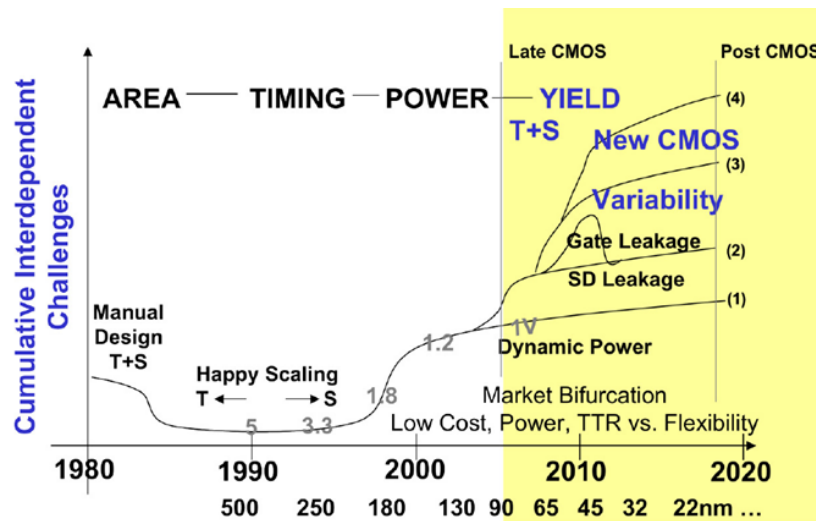 Late CMOS
Post CMOS
AREA
TIMING
POWER
YIELD
T+S
(4)
New CMOS
(3)
Variability
Gate Leakage
(2)
SD Leakage
(1)
Cumulative Interdependent
Challenges
Manual
Design
T+S
Happy Scaling
T
S
5
3.3
1.8
1.2
1V
Dynamic Power
Market Bifurcation
Low Cost, Power, TTR vs. Flexibility
1980
1990
2000
2010
2020
500
250
180
130
90
65
45
32
22nm ...